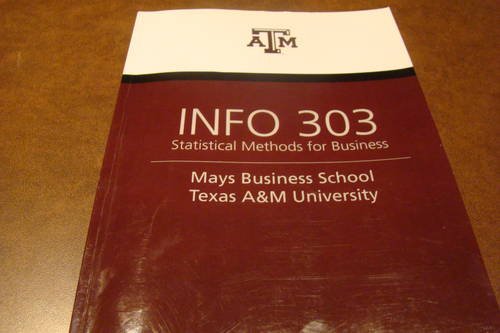 ATM
INFO 303
Statistical Methods for Business
Mays Business School
Texas A&M University